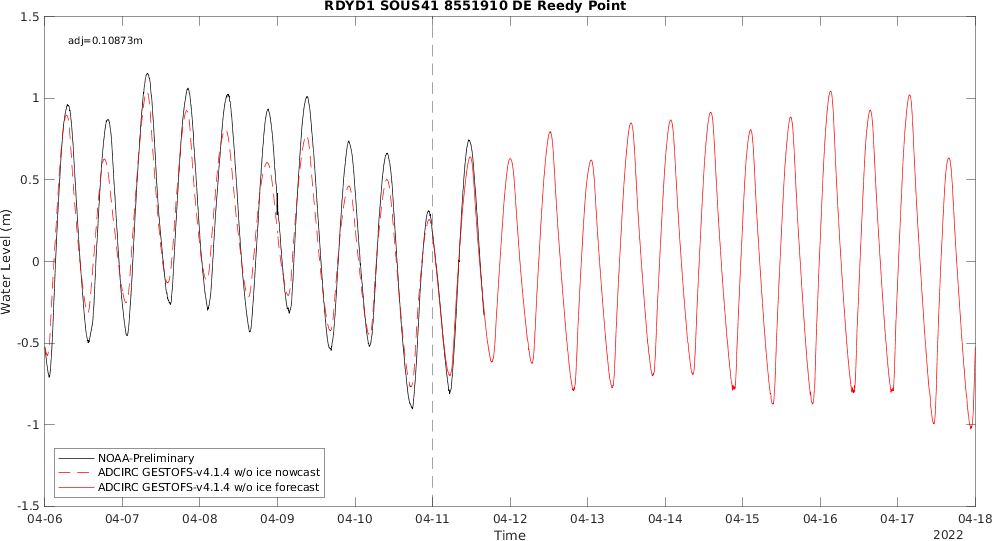 RDYD1 SOUS41 8551910 DE Reedy Point
adj=0.10873m
Water Level (m)
1.5
1
0.5
0
-0.5
-1
-1.5
NOAA-Preliminary
ADCIRC GESTOFS-v4.1.4 w/o ice nowcast
ADCIRC GESTOFS-v4.1.4 w/o ice forecast
04-06 04-07 04-08 04-09 04-10 04-11 04-12 04-13 04-14 04-15 04-16 04-17 04-18
Time
2022